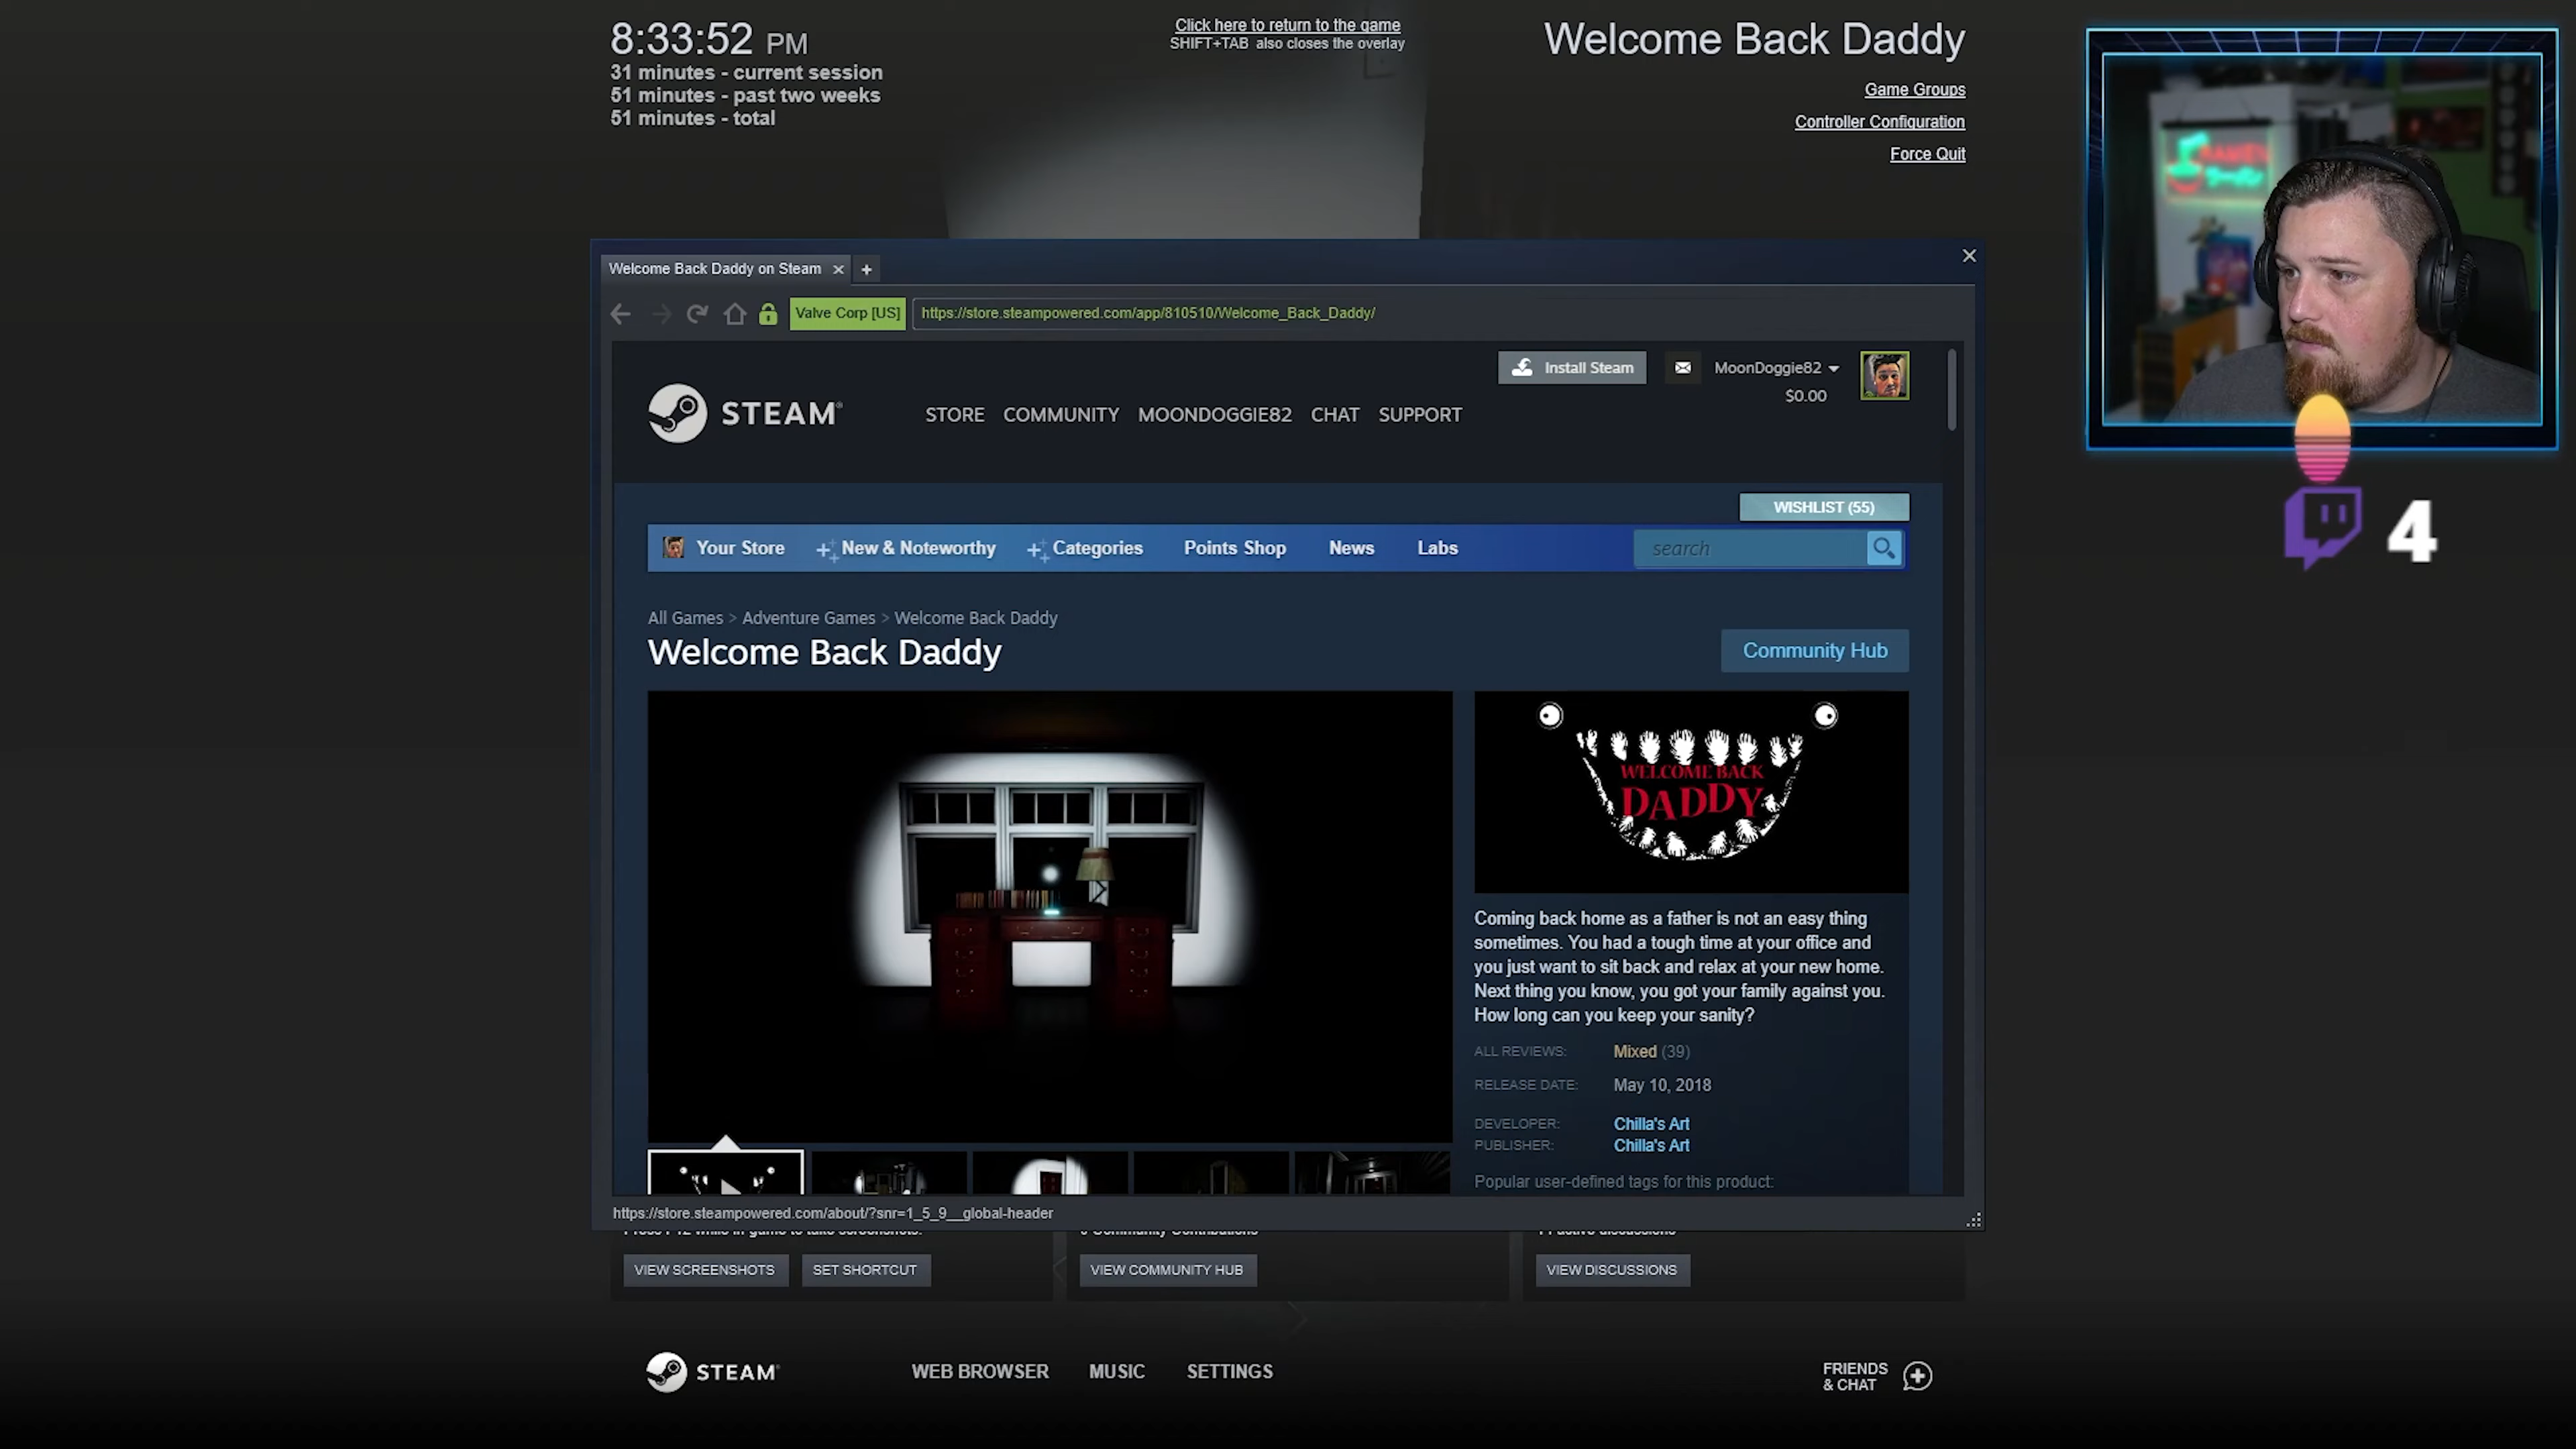 8:33:52 PM
31 minutes - current session
51 minutes - past two weeks
51 minutes - total
Click here to return to the game
SHIFT+TAB also closes the overlay
Welcome Back Daddy
Game Groups
Controller Configuration
Force Quit
Welcome Back Daddy on Steam
Valve Corp [US]
https://store.steampowered.com/app/810510/Welcome_Back_Daddy/
Install Steam
MoonDoggie82
$0.00
STEAM
STORE COMMUNITY MOONDOGGIE82 CHAT SUPPORT
WISHLIST (55)
Your Store New & Noteworthy Categories Points Shop News Labs search
All Games > Adventure Games > Welcome Back Daddy
Welcome Back Daddy
Community Hub
WELCOME BACK
DADDY
Coming back home as a father is not an easy thing
sometimes. You had a tough time at your office and
you just want to sit back and relax at your new home.
Next thing you know, you got your family against you.
How long can you keep your sanity?
ALL REVIEWS: Mixed (39)
RELEASE DATE: May 10, 2018
DEVELOPER: Chilla's Art
PUBLISHER: Chilla's Art
Popular user-defined tags for this product:
https://store.steampowered.com/about/?snr=1_5_9__global-header
VIEW SCREENSHOTS
SET SHORTCUT
VIEW COMMUNITY HUB
VIEW DISCUSSIONS
STEAM
WEB BROWSER MUSIC SETTINGS
FRIENDS
& CHAT
4